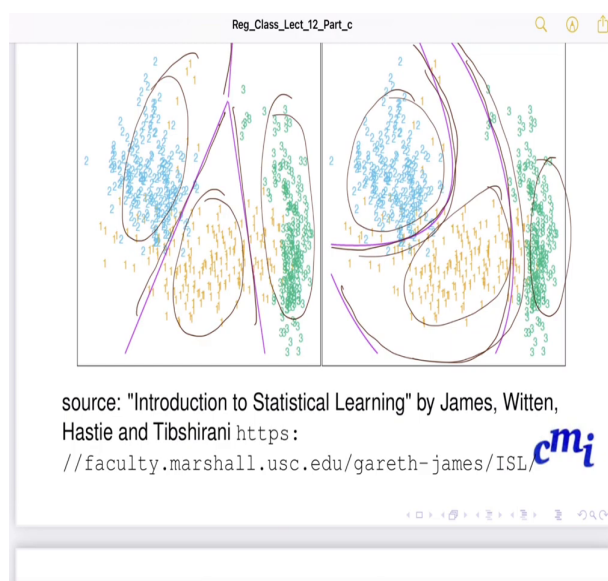 Reg_Class_Lect_12_Part_c
source: "Introduction to Statistical Learning" by James, Witten,
Hastie and Tibshirani https:
//faculty.marshall.usc.edu/gareth-james/ISL/
cmi